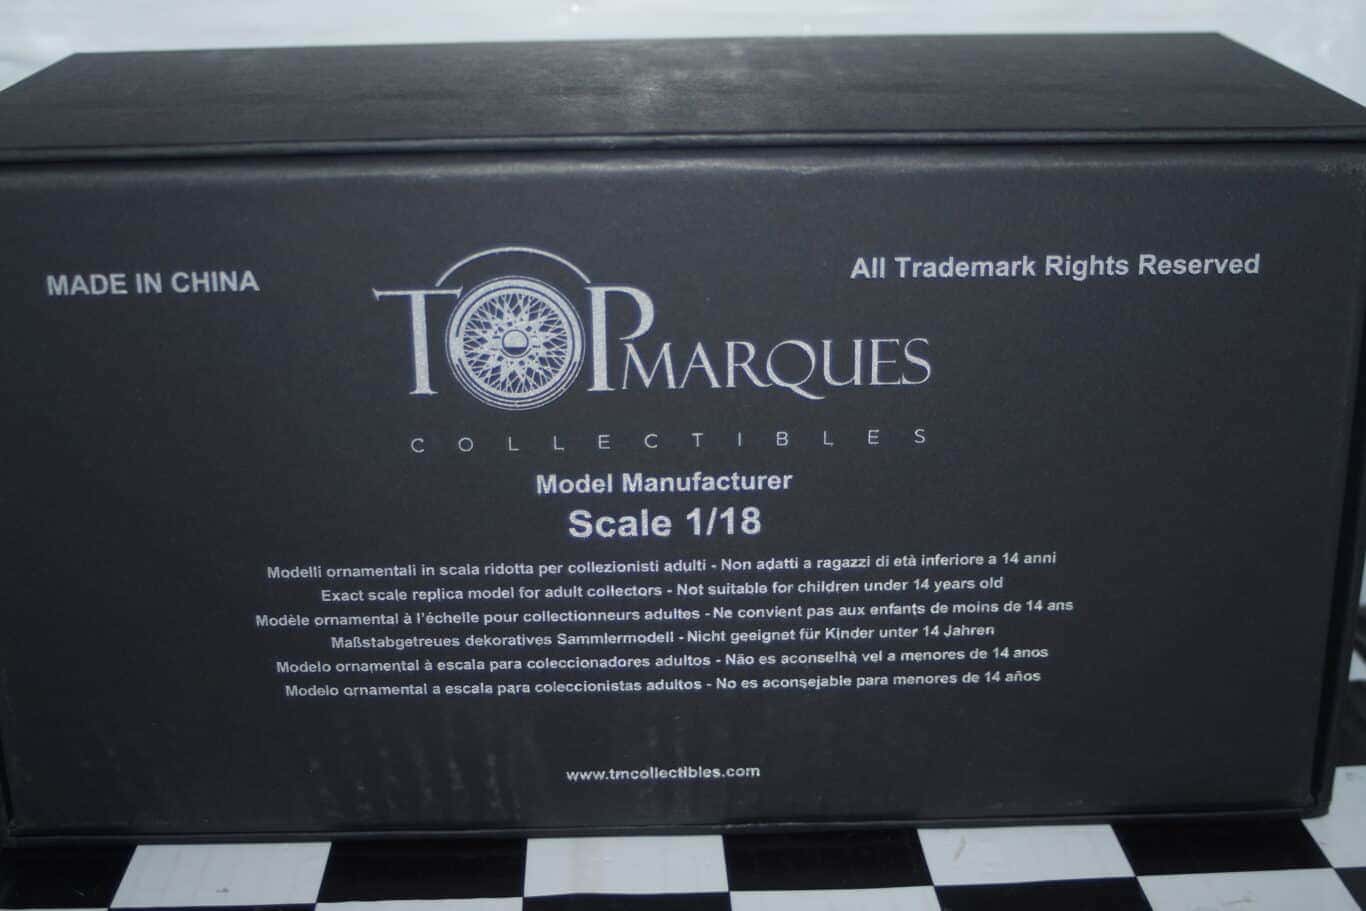 MADE IN CHINA
All Trademark Rights Reserved
TOP MARQUES
COLLECTIBLES
Model Manufacturer
Scale 1/18
Modelli ornamentali in scala ridotta per collezionisti adulti - Non adatti a ragazzi di età inferiore a 14 anni
Exact scale replica model for adult collectors - Not suitable for children under 14 years old
Modèle ornamental à l'échelle pour collectionneurs adultes - Ne convient pas aux enfants de moins de 14 ans
Maßstabgetreues dekoratives Sammlermodell - Nicht geeignet für Kinder unter 14 Jahren
Modelo ornamental à escala para coleccionadores adultos - Não es aconselhà vel a menores de 14 anos
Modelo ornamental a escala para coleccionistas adultos - No es aconsejable para menores de 14 años
www.tmcollectibles.com